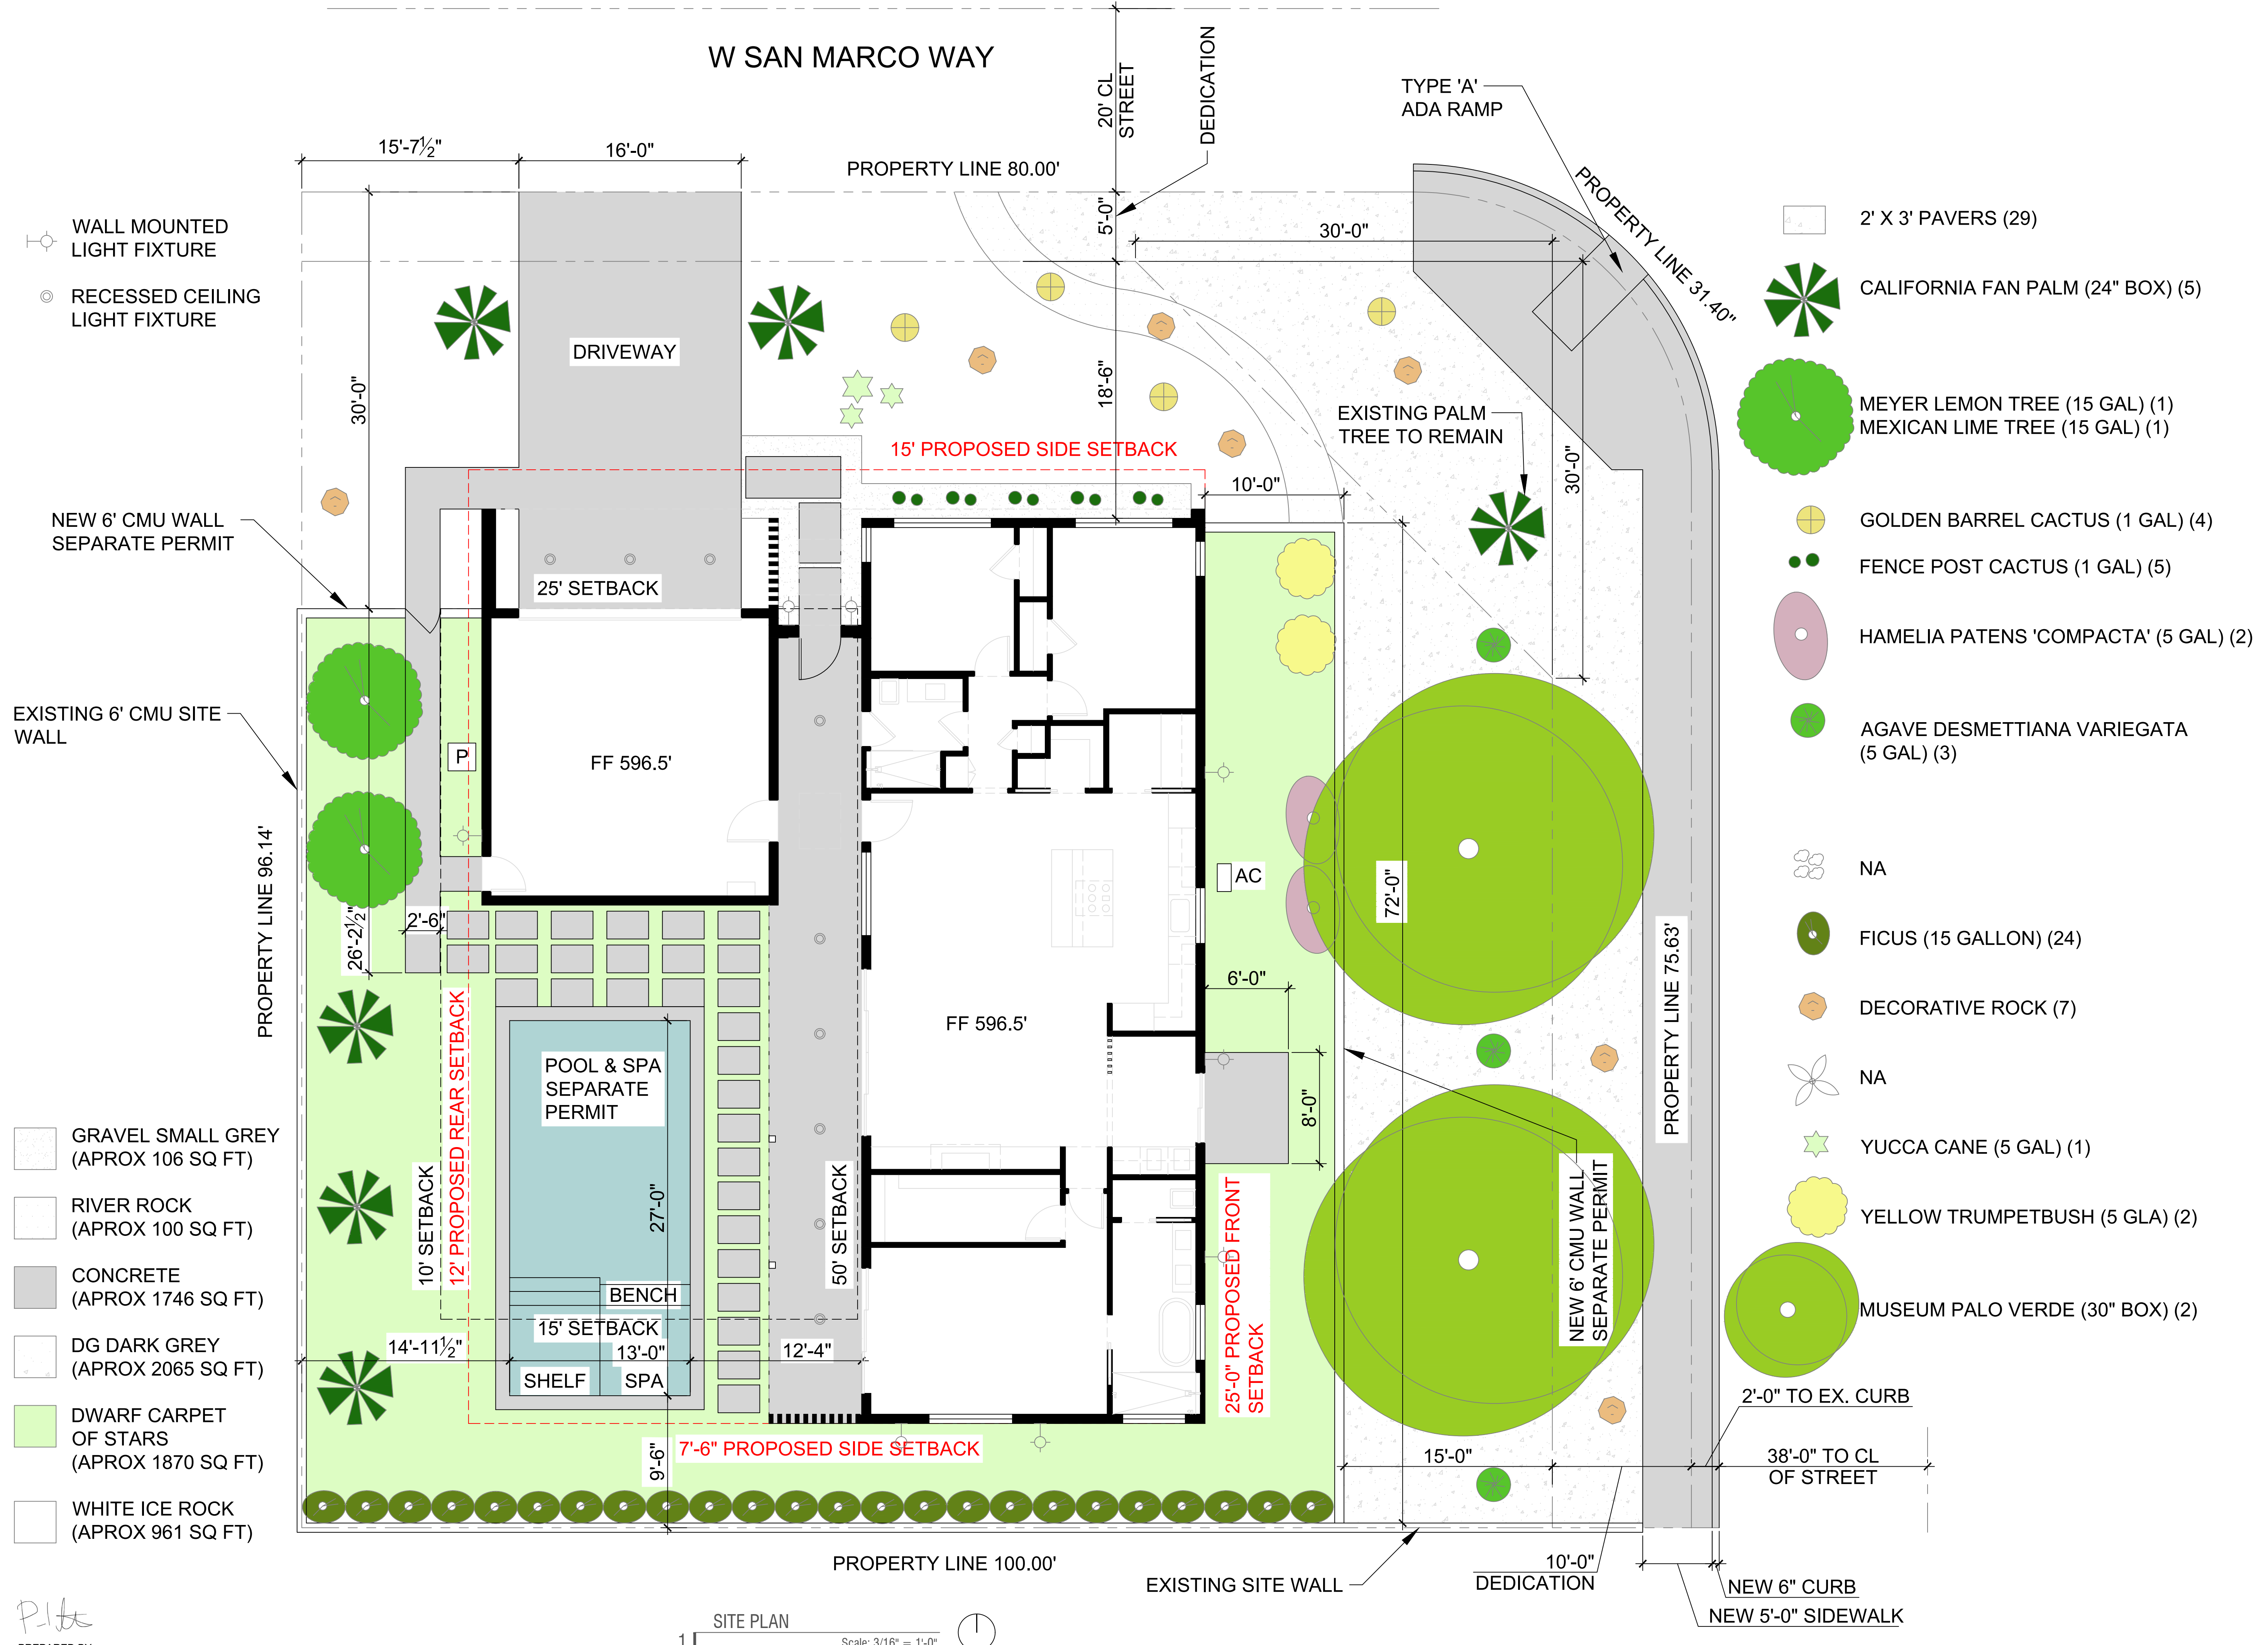 W SAN MARCO WAY
20' CL
STREET
DEDICATION
TYPE 'A'
ADA RAMP
15'-7½"
16'-0"
PROPERTY LINE 80.00'
PROPERTY LINE 31.40"
5'-0"
30'-0"
WALL MOUNTED
LIGHT FIXTURE
RECESSED CEILING
LIGHT FIXTURE
2' X 3' PAVERS (29)
CALIFORNIA FAN PALM (24" BOX) (5)
MEYER LEMON TREE (15 GAL) (1)
MEXICAN LIME TREE (15 GAL) (1)
GOLDEN BARREL CACTUS (1 GAL) (4)
FENCE POST CACTUS (1 GAL) (5)
HAMELIA PATENS 'COMPACTA' (5 GAL) (2)
AGAVE DESMETTIANA VARIEGATA
(5 GAL) (3)
NA
FICUS (15 GALLON) (24)
DECORATIVE ROCK (7)
NA
YUCCA CANE (5 GAL) (1)
YELLOW TRUMPETBUSH (5 GLA) (2)
MUSEUM PALO VERDE (30" BOX) (2)
DRIVEWAY
30'-0"
18'-6"
EXISTING PALM
TREE TO REMAIN
30'-0"
15' PROPOSED SIDE SETBACK
10'-0"
NEW 6' CMU WALL
SEPARATE PERMIT
25' SETBACK
EXISTING 6' CMU SITE
WALL
P
FF 596.5'
PROPERTY LINE 96.14'
AC
72'-0"
26'-2½"
2'-6"
6'-0"
FF 596.5'
PROPERTY LINE 75.63'
10' SETBACK
12' PROPOSED REAR SETBACK
POOL & SPA
SEPARATE
PERMIT
27'-0"
50' SETBACK
8'-0"
25'-0" PROPOSED FRONT
SETBACK
NEW 6' CMU WALL
SEPARATE PERMIT
BENCH
15' SETBACK
14'-11½"
13'-0"
12'-4"
SHELF
SPA
9'-6"
7'-6" PROPOSED SIDE SETBACK
15'-0"
2'-0" TO EX. CURB
38'-0" TO CL
OF STREET
GRAVEL SMALL GREY
(APROX 106 SQ FT)
RIVER ROCK
(APROX 100 SQ FT)
CONCRETE
(APROX 1746 SQ FT)
DG DARK GREY
(APROX 2065 SQ FT)
DWARF CARPET
OF STARS
(APROX 1870 SQ FT)
WHITE ICE ROCK
(APROX 961 SQ FT)
PROPERTY LINE 100.00'
EXISTING SITE WALL
10'-0"
DEDICATION
NEW 6" CURB
NEW 5'-0" SIDEWALK
1
SITE PLAN
Scale: 3/16" = 1'-0"